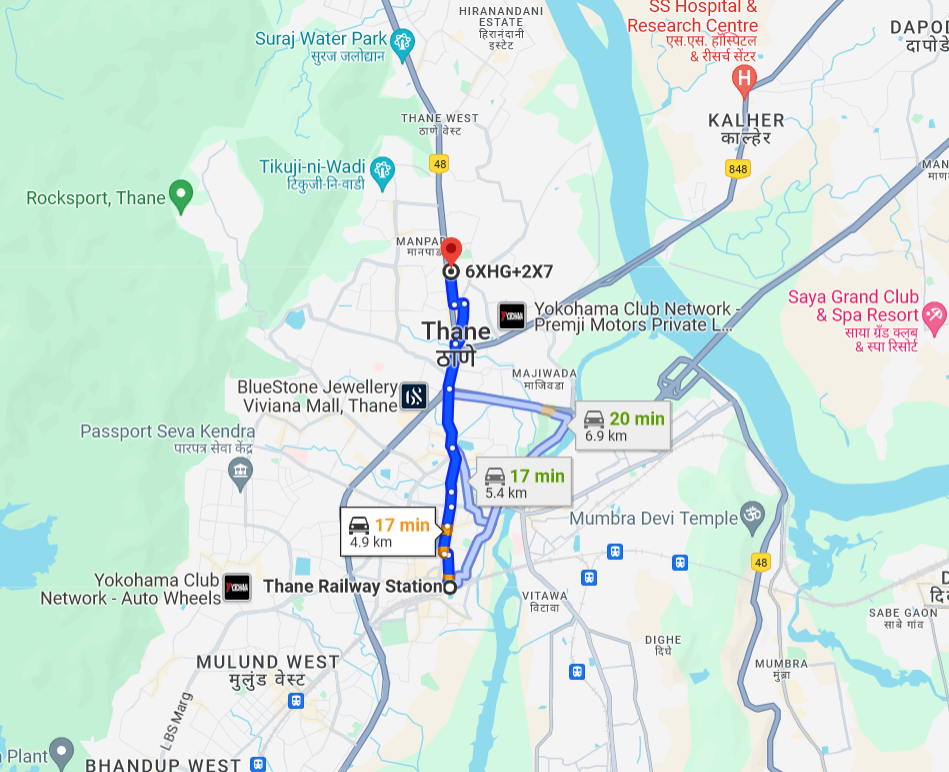 HIRANANDANI
ESTATE
हिरानंदानी
इस्टेट
SS Hospital &
Research Centre
एस.एस. हॉस्पिटल
& रीसर्च सेंटर
Suraj Water Park
सुरज जलोद्यान
H
KALHER
काल्हेर
THANE WEST
ठाणे वेस्ट
48
848
Tikuji-ni-Wadi
टिकुजी-नि-वाडी
Rocksport, Thane
6XHG+2X7
Yokohama Club Network -
Premji Motors Private L...
Saya Grand Club
& Spa Resort
साया ग्रँड क्लब
& स्पा रिसोर्ट
Thane
ठाणे
MAJIWADA
माजिवडा
BlueStone Jewellery
Viviana Mall, Thane
20 min
6.9 km
Passport Seva Kendra
पारपत्र सेवा केंद्र
17 min
5.4 km
17 min
4.9 km
Mumbra Devi Temple
48
Yokohama Club
Network - Auto Wheels
Thane Railway Station
VITAWA
विटावा
SABE GAON
साबे गांव
DIGHE
दिघे
MULUND WEST
मुलुंड वेस्ट
MUMBRA
मुंब्रा
LBS Marg
Plant
BHANDUP WEST